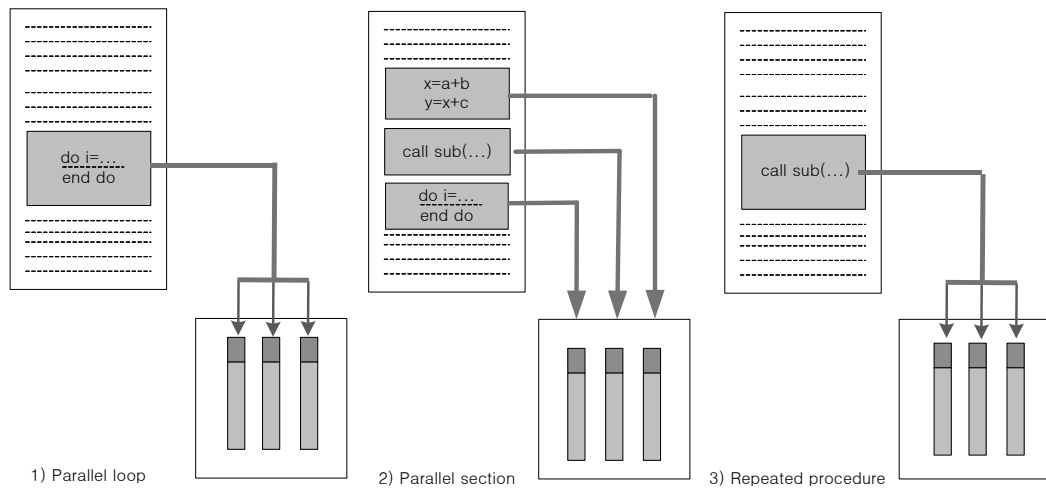 do i=...
end do
1) Parallel loop
x=a+b
y=x+c
call sub(...)
do i=...
end do
2) Parallel section
call sub(...)
3) Repeated procedure